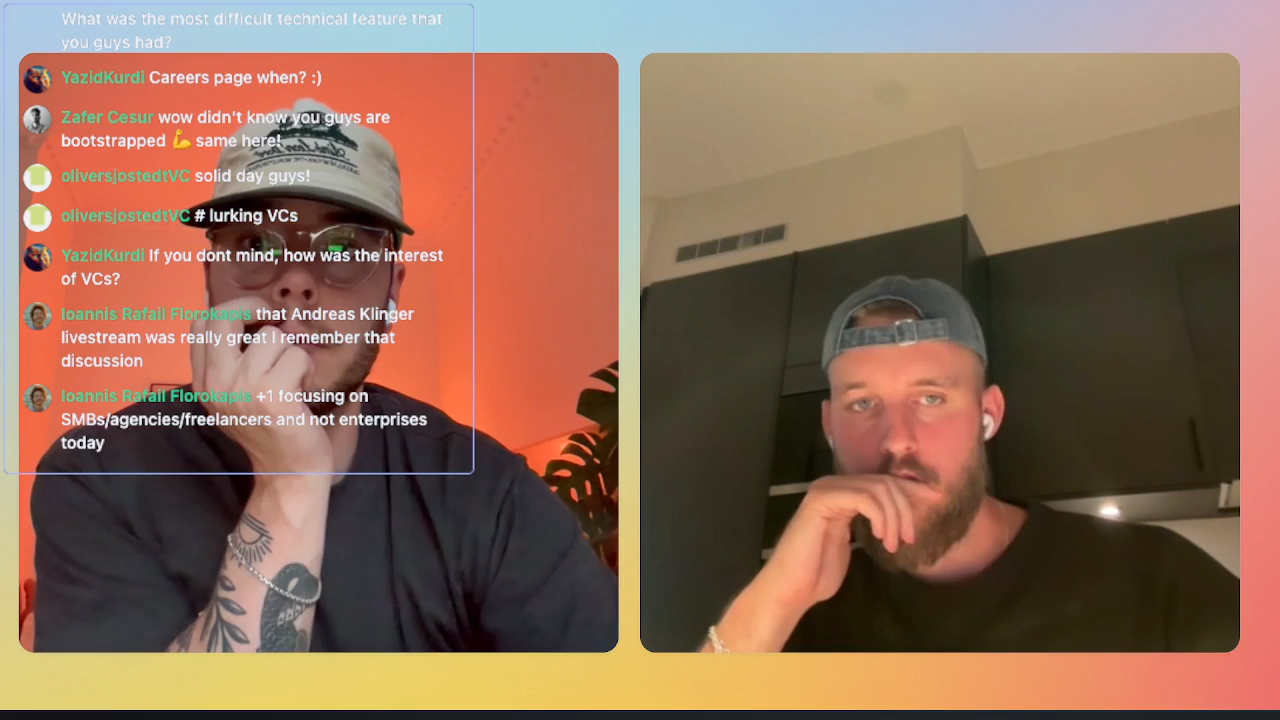 What was the most difficult technical feature that
you guys had?
YazidKurdi Careers page when? :)
Zafer Cesur wow didn't know you guys are
bootstrapped 💪 same here!
oliversjostedtVC solid day guys!
oliversjostedtVC # lurking VCs
YazidKurdi If you dont mind, how was the interest
of VCs?
Ioannis Rafail Florokapis that Andreas Klinger
livestream was really great I remember that
discussion
Ioannis Rafail Florokapis +1 focusing on
SMBs/agencies/freelancers and not enterprises
today